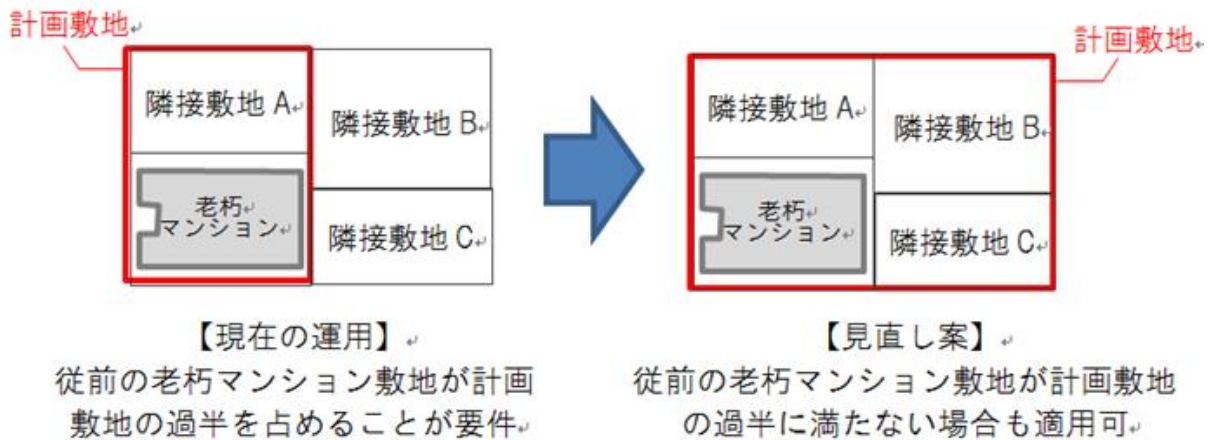 計画敷地
隣接敷地 A
隣接敷地 B
老朽
マンション
隣接敷地 C
【現在の運用】
従前の老朽マンション敷地が計画
敷地の過半を占めることが要件
計画敷地
隣接敷地 A
隣接敷地 B
老朽
マンション
隣接敷地 C
【見直し案】
従前の老朽マンション敷地が計画敷地
の過半に満たない場合も適用可